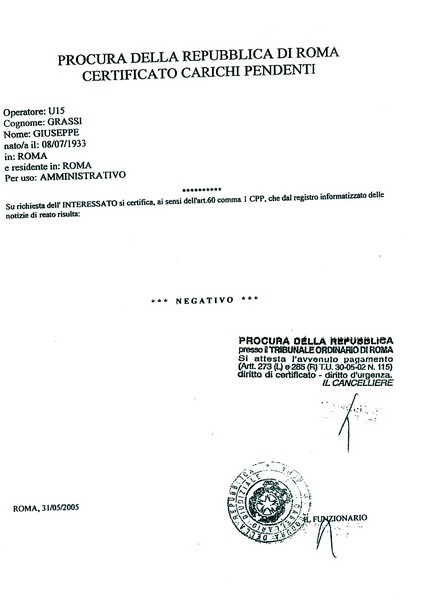 PROCURA DELLA REPUBBLICA DI ROMA
CERTIFICATO CARICHI PENDENTI
Operatore: U15
Cognome: GRASSI
Nome: GIUSEPPE
nato/a il: 08/07/1933
in: ROMA
e residente in: ROMA
Per uso: AMMINISTRATIVO
**********
Su richiesta dell' INTERESSATO si certifica, ai sensi dell'art.60 comma 1 CPP, che dal registro informatizzato delle
notizie di reato risulta:
*** NEGATIVO ***
PROCURA DELLA REPUBBLICA
presso il TRIBUNALE ORDINARIO DI ROMA
Si attesta l'avvenuto pagamento
(Artt. 273 (L) e 285 (R) T.U. 30-05-02 N. 115)
diritto di certificato - diritto d'urgenza.
IL CANCELLIERE
ROMA, 31/05/2005
IL FUNZIONARIO
PROCURA DELLA REPUBBLICA
CASELLARIO GIUDIZIALE